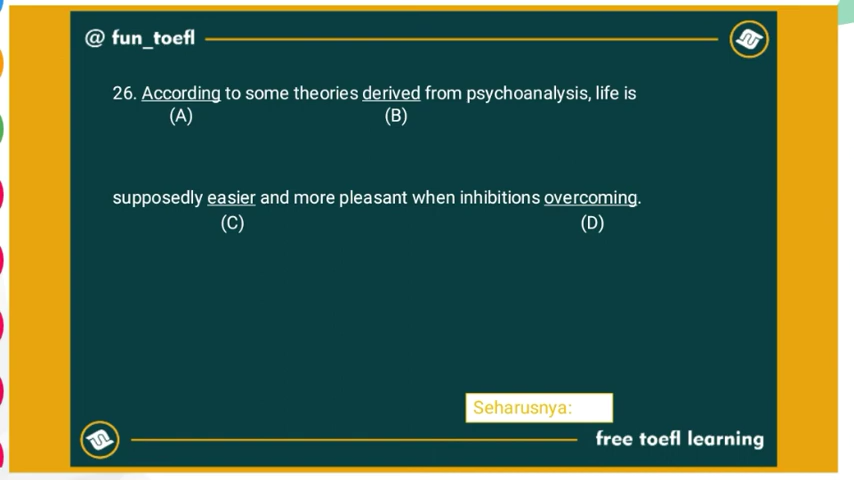 @ fun_toefl
26. According to some theories derived from psychoanalysis, life is
(A) (B)
supposedly easier and more pleasant when inhibitions overcoming.
(C) (D)
Seharusnya:
free toefl learning